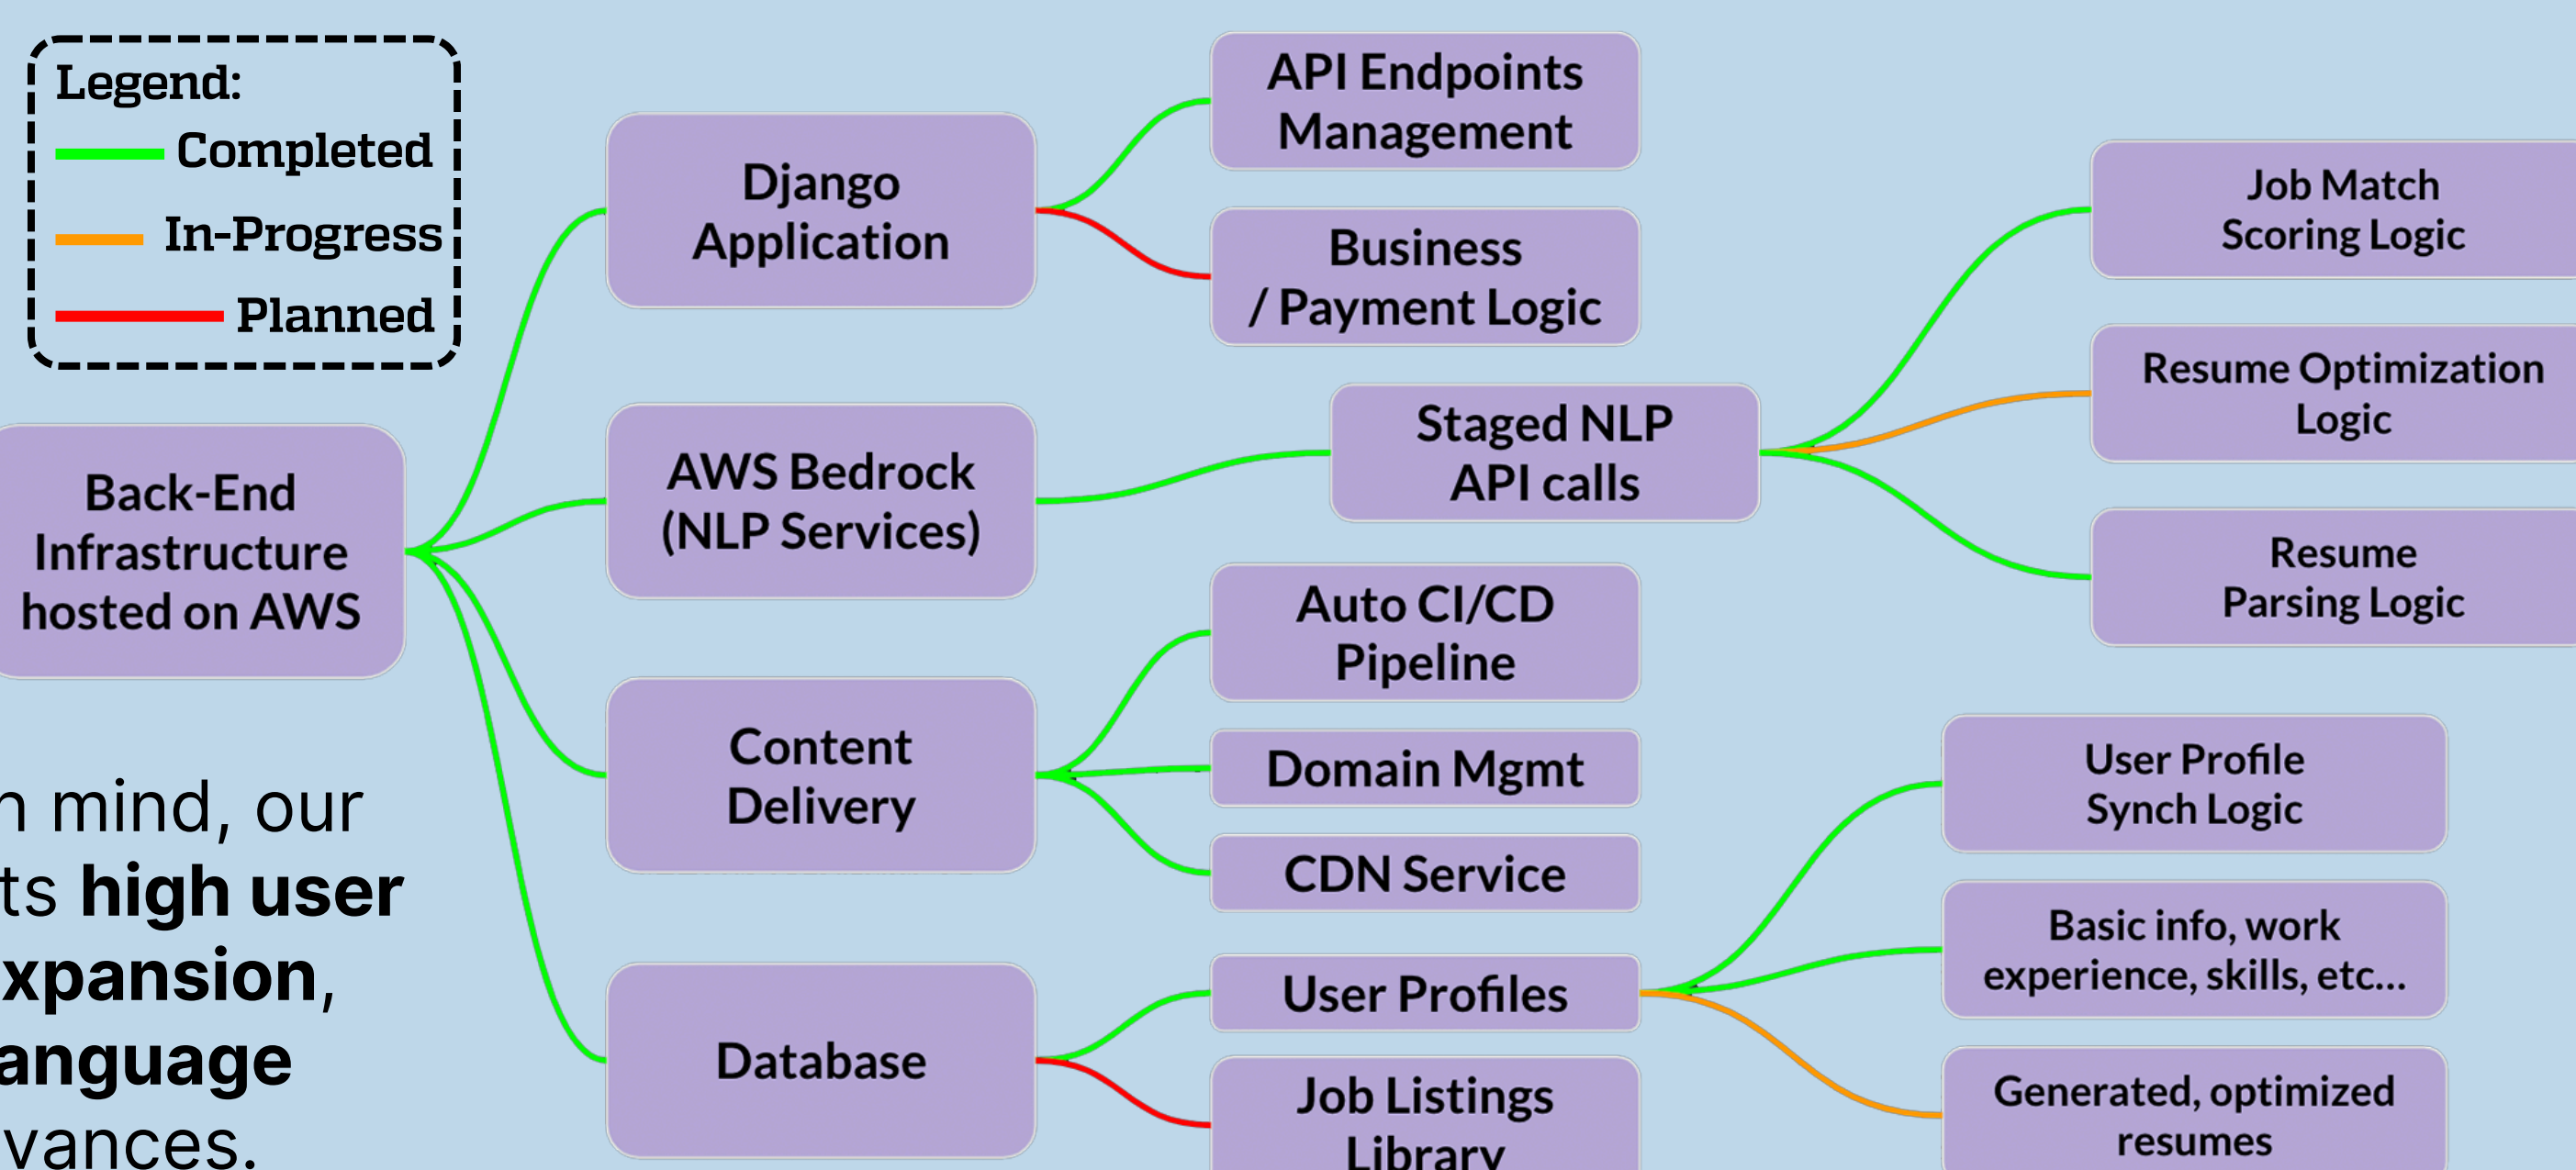 Legend:
Completed
In-Progress
Planned
Back-End
Infrastructure
hosted on AWS
Django
Application
API Endpoints
Management
Business
/ Payment Logic
AWS Bedrock
(NLP Services)
Staged NLP
API calls
Job Match
Scoring Logic
Resume Optimization
Logic
Resume
Parsing Logic
Content
Delivery
Auto CI/CD
Pipeline
Domain Mgmt
CDN Service
Database
User Profiles
Job Listings
Library
User Profile
Synch Logic
Basic info, work
experience, skills, etc...
Generated, optimized
resumes
mind, our
high user